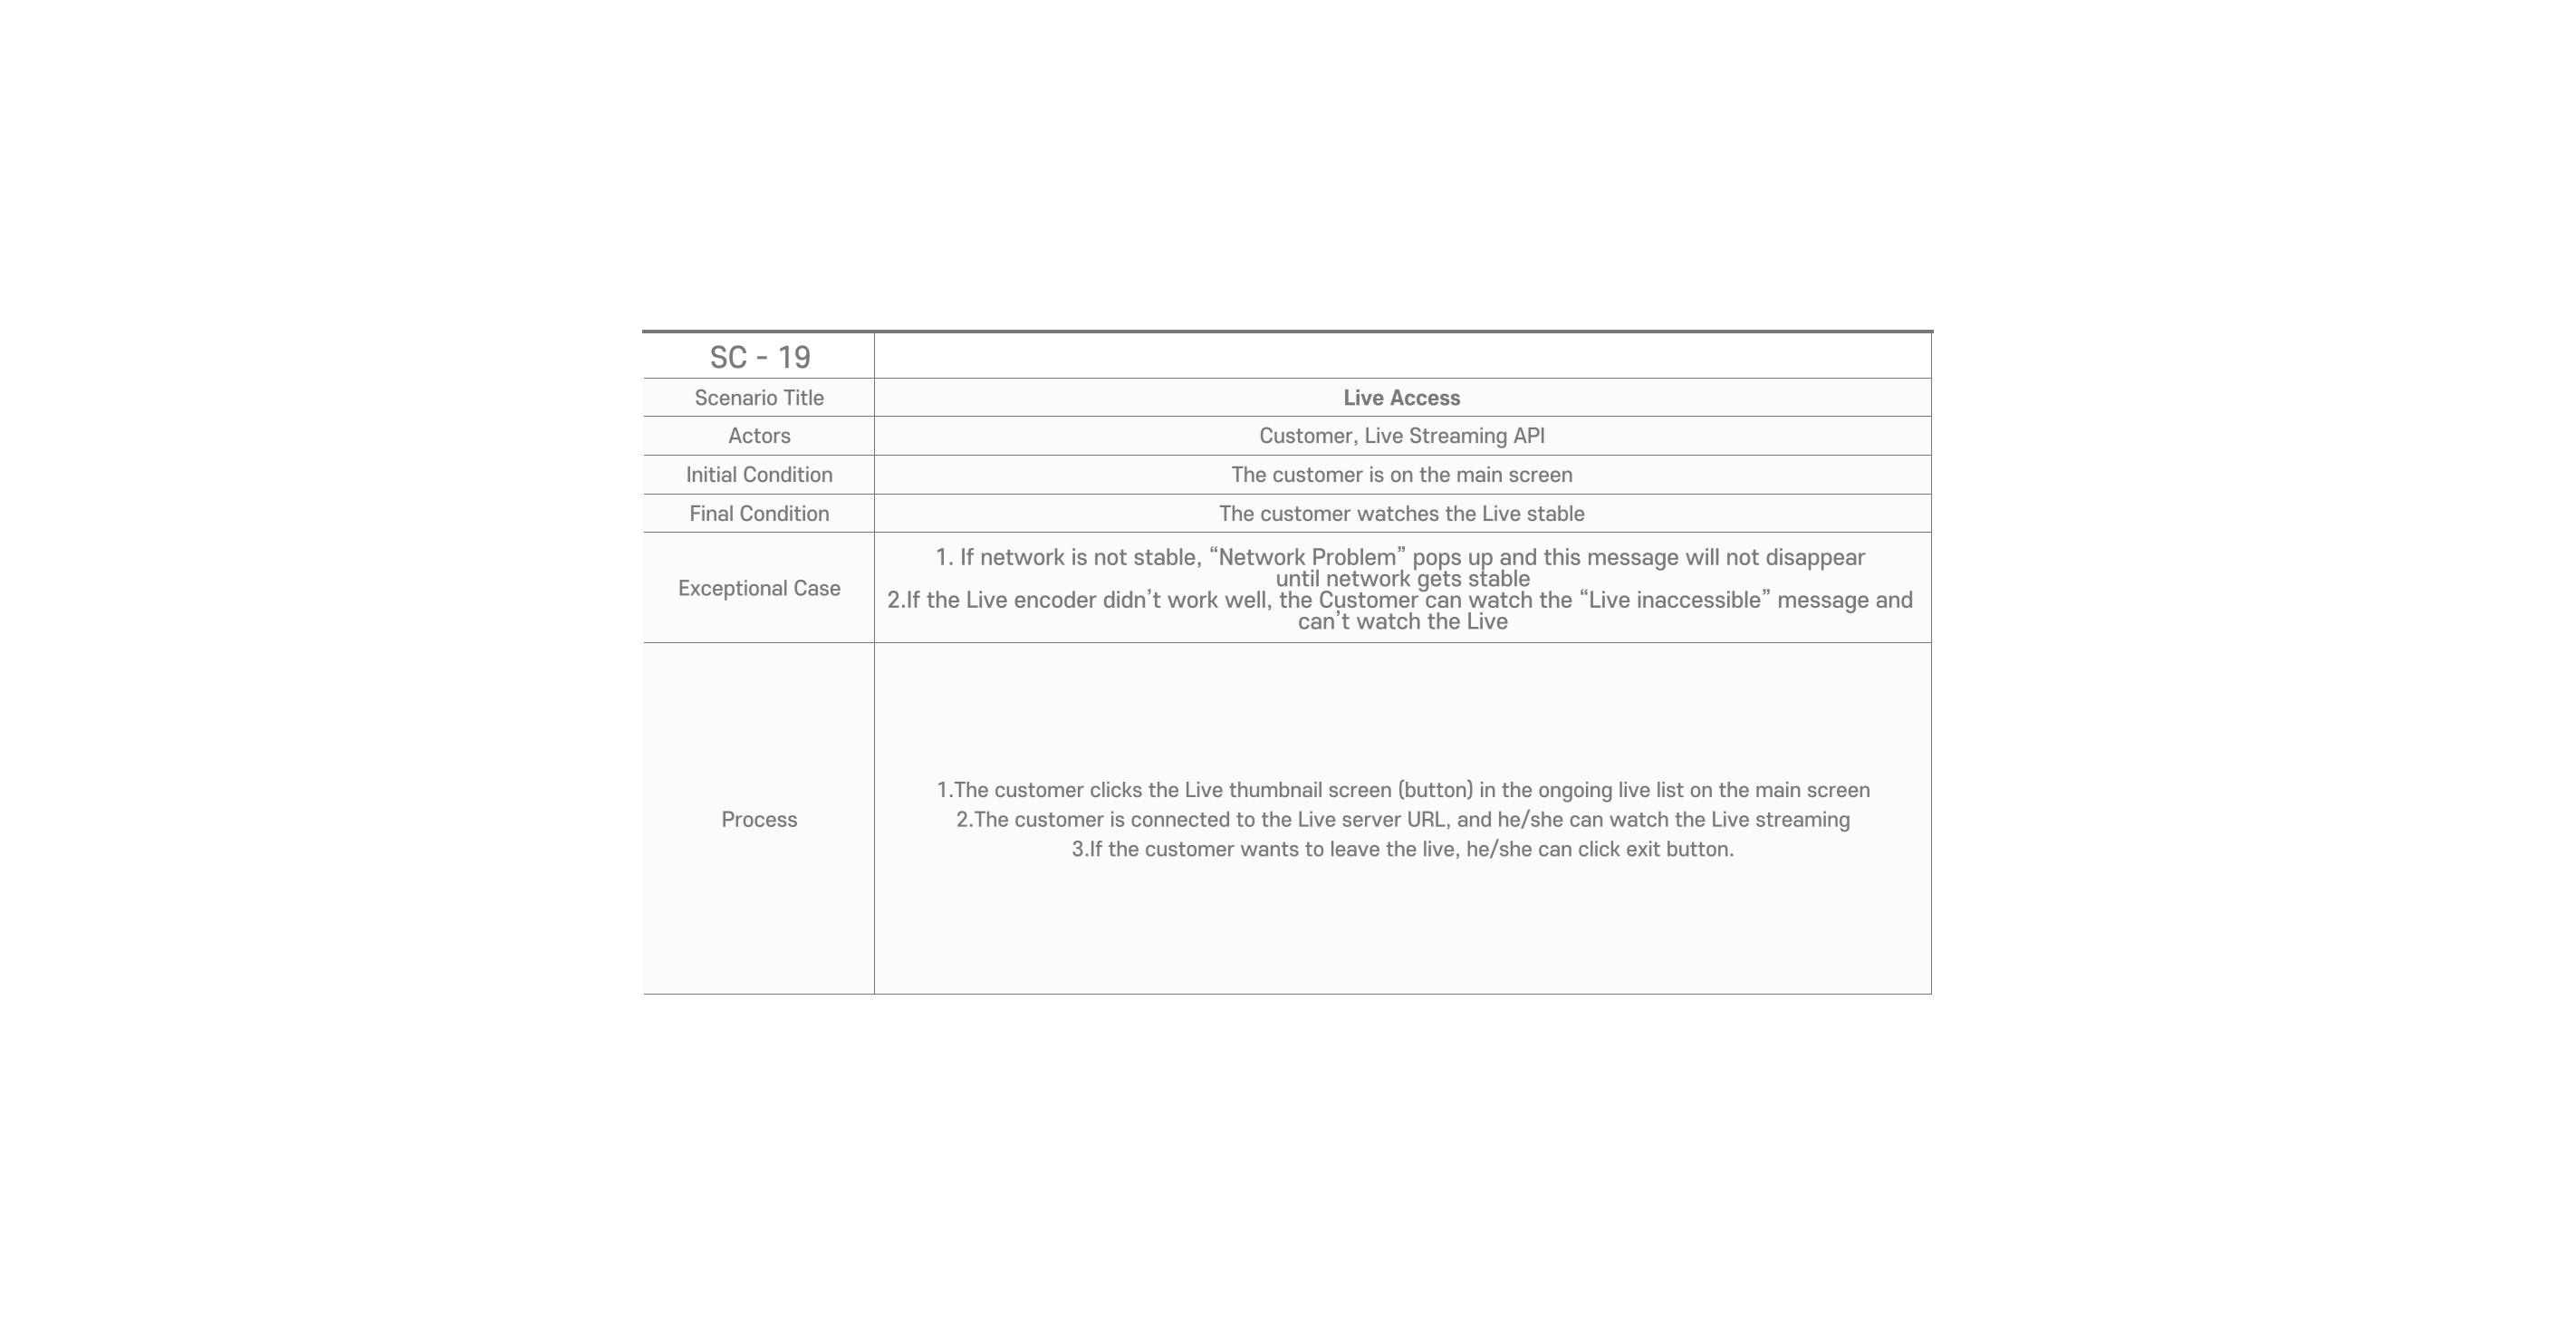 SC - 19
Scenario Title
Live Access
Actors
Customer, Live Streaming API
Initial Condition
The customer is on the main screen
Final Condition
The customer watches the Live stable
Exceptional Case
1. If network is not stable, “Network Problem” pops up and this message will not disappear
until network gets stable
2.If the Live encoder didn’t work well, the Customer can watch the “Live inaccessible” message and
can’t watch the Live
Process
1.The customer clicks the Live thumbnail screen (button) in the ongoing live list on the main screen
2.The customer is connected to the Live server URL, and he/she can watch the Live streaming
3.If the customer wants to leave the live, he/she can click exit button.